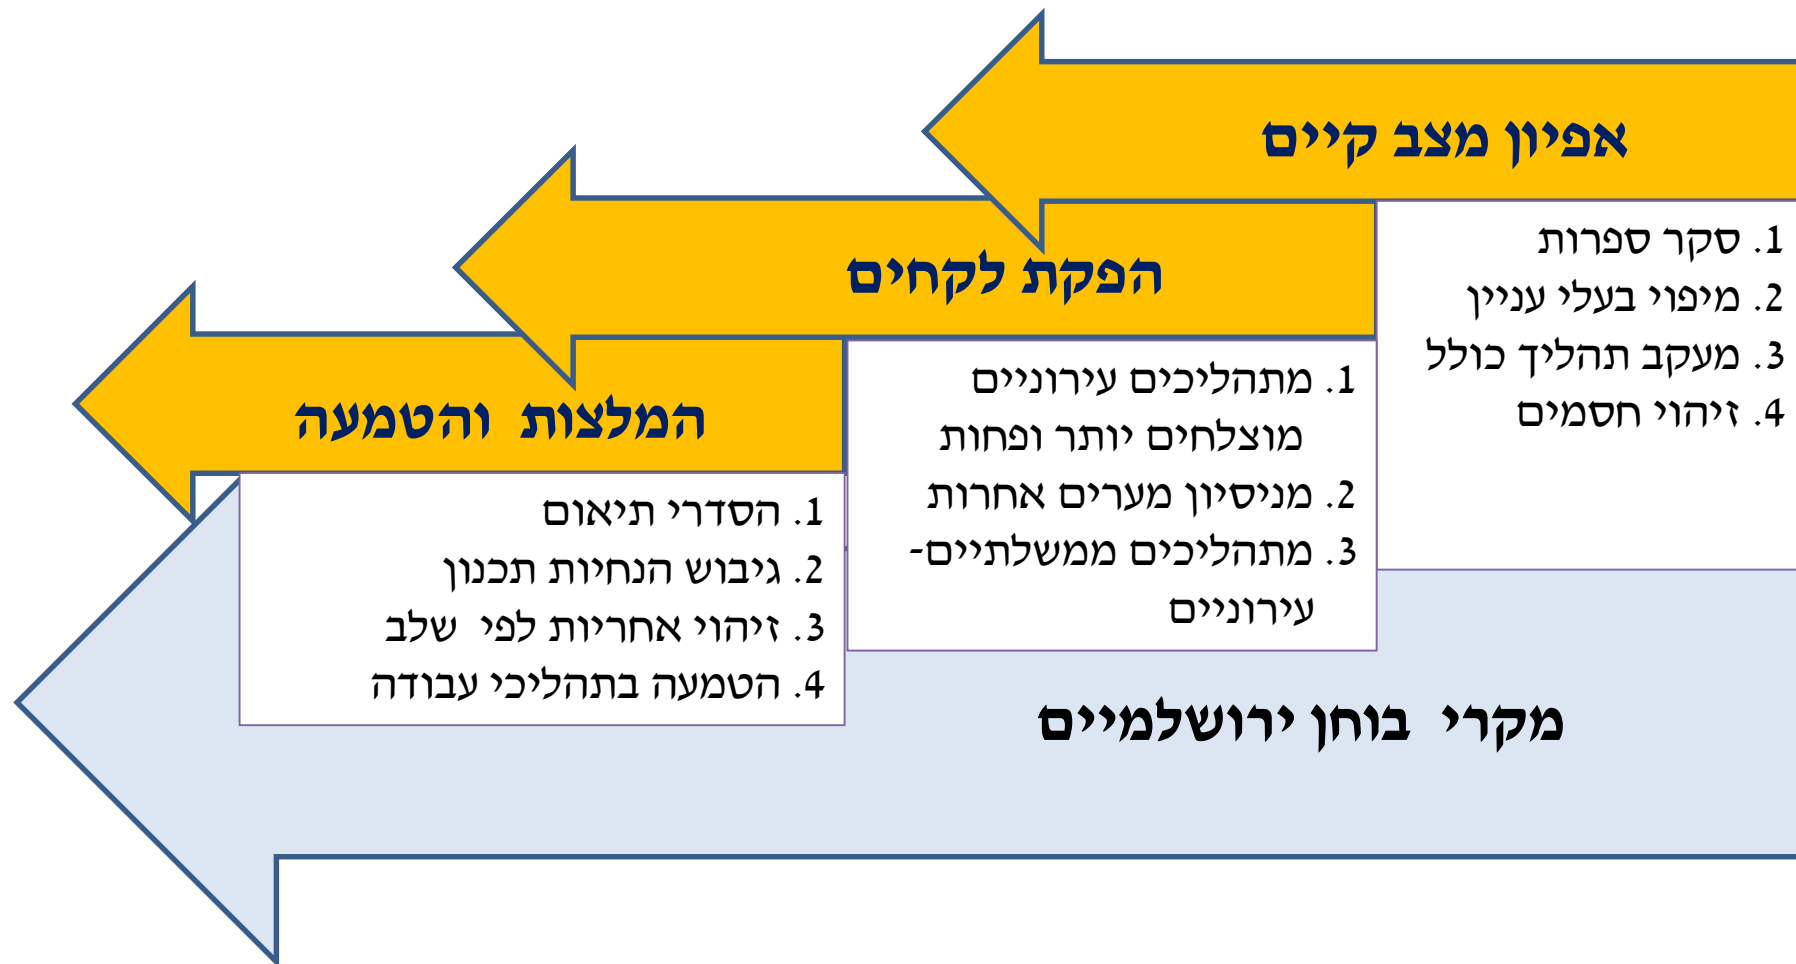 אפיון מצב קיים
1. סקר ספרות
2. מיפוי בעלי עניין
3. מעקב תהליך כולל
4. זיהוי חסמים
הפקת לקחים
1. מתהליכים עירוניים
מוצלחים יותר ופחות
2. מניסיון מערים אחרות
3. מתהליכים ממשלתיים-
עירוניים
המלצות והטמעה
1. הסדרי תיאום
2. גיבוש הנחיות תכנון
3. זיהוי אחריות לפי שלב
4. הטמעה בתהליכי עבודה
מקרי בוחן ירושלמיים